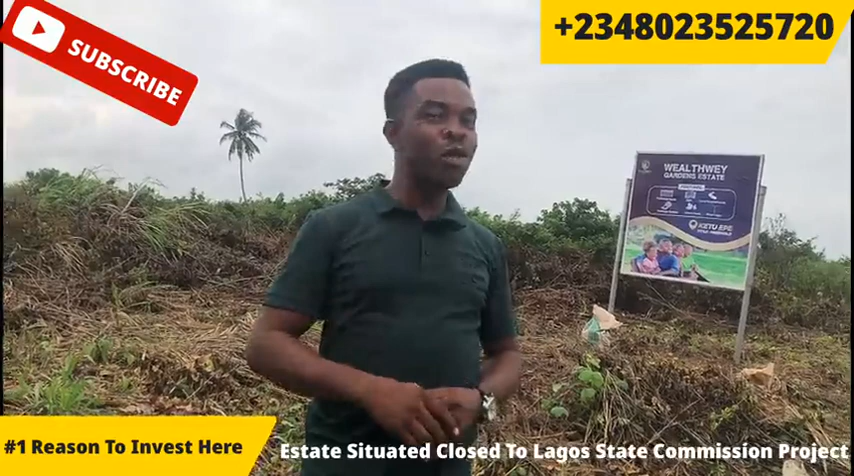 SUBSCRIBE
+2348023525720
WEALTHWEY
GARDENS ESTATE
KETU EPE
#1 Reason To Invest Here
Estate Situated Closed To Lagos State Commission Project